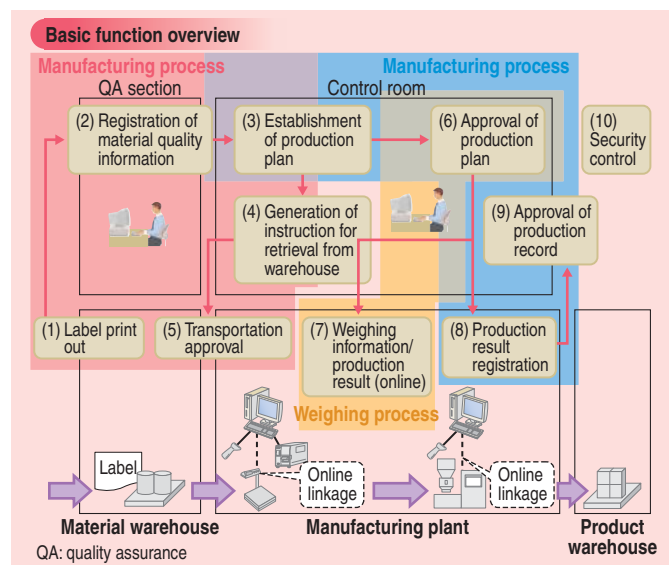 Basic function overview
Manufacturing process
Manufacturing process
QA section
Control room
(2) Registration of
material quality
information
(3) Establishment
of production
plan
(6) Approval of
production
plan
(10)
Security
control
(4) Generation of
instruction for
retrieval from
warehouse
(9) Approval of
production
record
(1) Label print
out
(5) Transportation
approval
(7) Weighing
information/
production
result (online)
(8) Production
result
registration
Weighing process
Label
Online
linkage
Online
linkage
Material warehouse
Manufacturing plant
Product
warehouse
QA: quality assurance